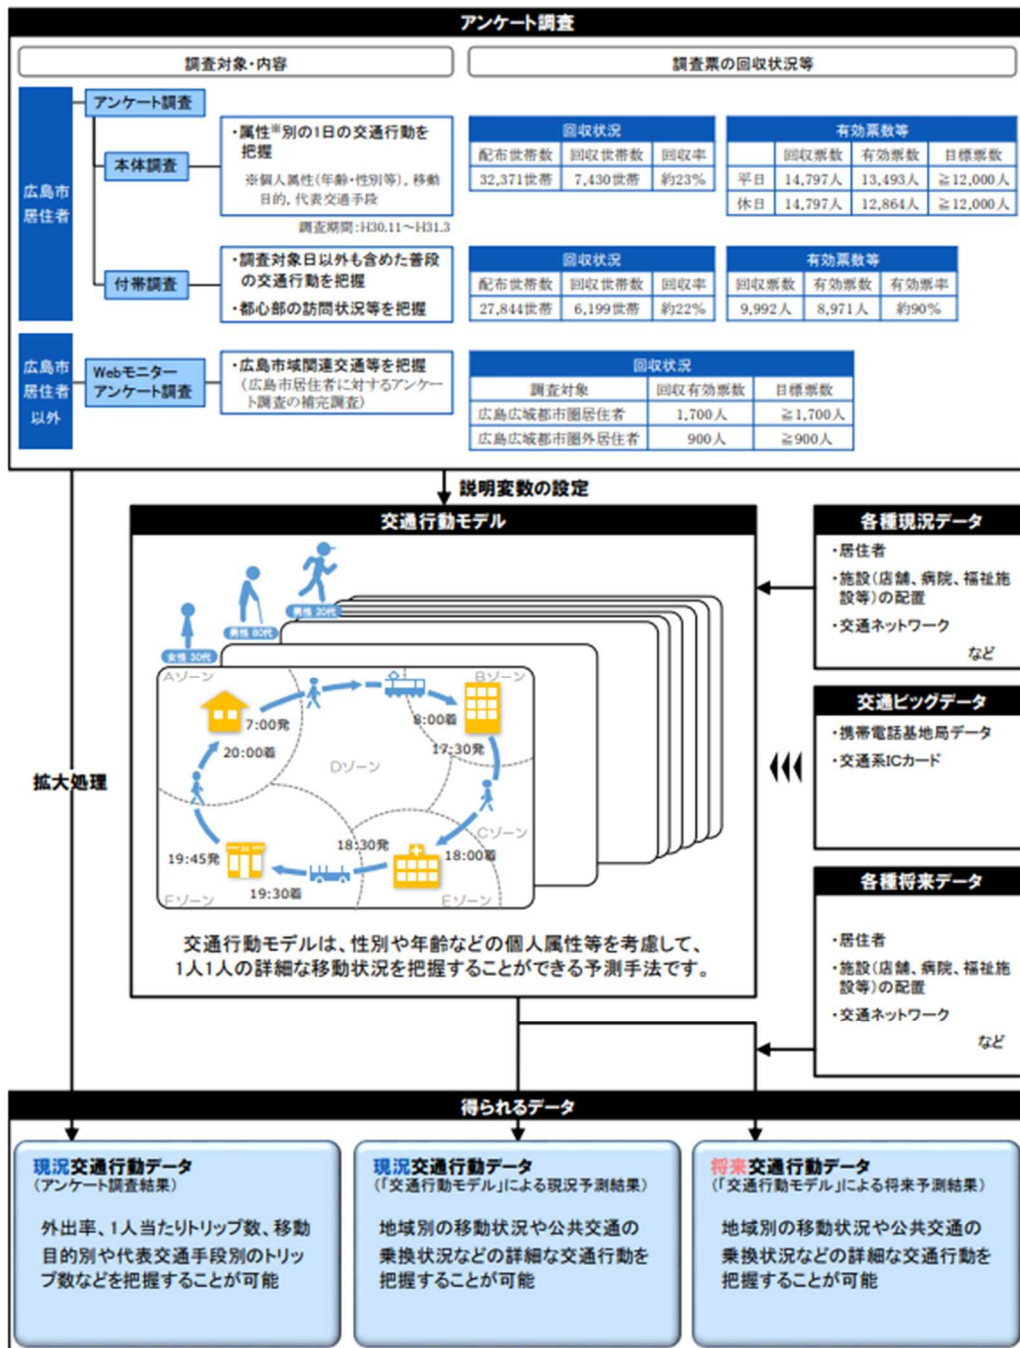 アンケート調査
調査対象・内容
調査票の回収状況等
広島市
居住者
アンケート調査
本体調査
・属性※別の1日の交通行動を
把握
※個人属性(年齢・性別等)，移動
目的，代表交通手段
調査期間：H30.11～H31.3
回収状況
配布世帯数 回収世帯数 回収率
32,371世帯 7,430世帯 約23%
有効票数等
回収票数 有効票数 目標票数
平日 14,797人 13,493人 ≧12,000人
休日 14,797人 12,864人 ≧12,000人
付帯調査
・調査対象日以外も含めた普段
の交通行動を把握
・都心部の訪問状況等を把握
回収状況
配布世帯数 回収世帯数 回収率
27,844世帯 6,199世帯 約22%
有効票数等
回収票数 有効票数 有効票率
9,992人 8,971人 約90%
広島市
居住者
以外
Webモニター
アンケート調査
・広島市域関連交通等を把握
(広島市居住者に対するアンケー
ト調査の補完調査)
回収状況
調査対象 回収有効票数 目標票数
広島広域都市圏居住者 1,700人 ≧1,700人
広島広域都市圏外居住者 900人 ≧900人
説明変数の設定
拡大処理
交通行動モデル
男性 20代
男性 80代
女性 30代
Aゾーン
Bゾーン
7:00発
8:00着
20:00着
17:30発
Dゾーン
Cゾーン
18:30発
18:00着
19:45発
19:30着
Fゾーン
Eゾーン
交通行動モデルは、性別や年齢などの個人属性等を考慮して、
1人1人の詳細な移動状況を把握することができる予測手法です。
各種現況データ
・居住者
・施設(店舗、病院、福祉施
設等)の配置
・交通ネットワーク
など
交通ビッグデータ
・携帯電話基地局データ
・交通系ICカード
各種将来データ
・居住者
・施設(店舗、病院、福祉施
設等)の配置
・交通ネットワーク
など
得られるデータ
現況交通行動データ
(アンケート調査結果)
外出率、1人当たりトリップ数、移動
目的別や代表交通手段別のトリッ
プ数などを把握することが可能
現況交通行動データ
(「交通行動モデル」による現況予測結果)
地域別の移動状況や公共交通の
乗換状況などの詳細な交通行動を
把握することが可能
将来交通行動データ
(「交通行動モデル」による将来予測結果)
地域別の移動状況や公共交通の
乗換状況などの詳細な交通行動を
把握することが可能